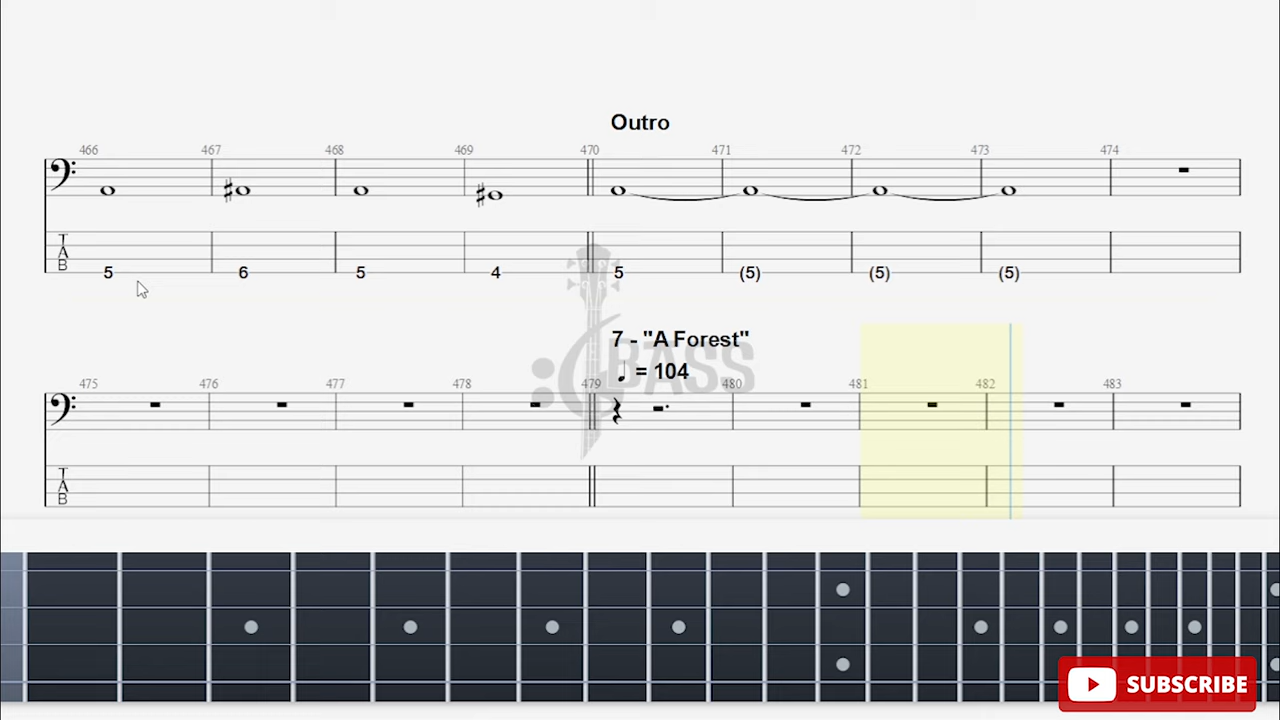 Outro
466 467 468 469 470 471 472 473 474
T
A
B
5 6 5 4 5 (5) (5) (5)
7 - "A Forest"
♩ = 104
BASS
475 476 477 478 479 480 481 482 483
T
A
B
SUBSCRIBE